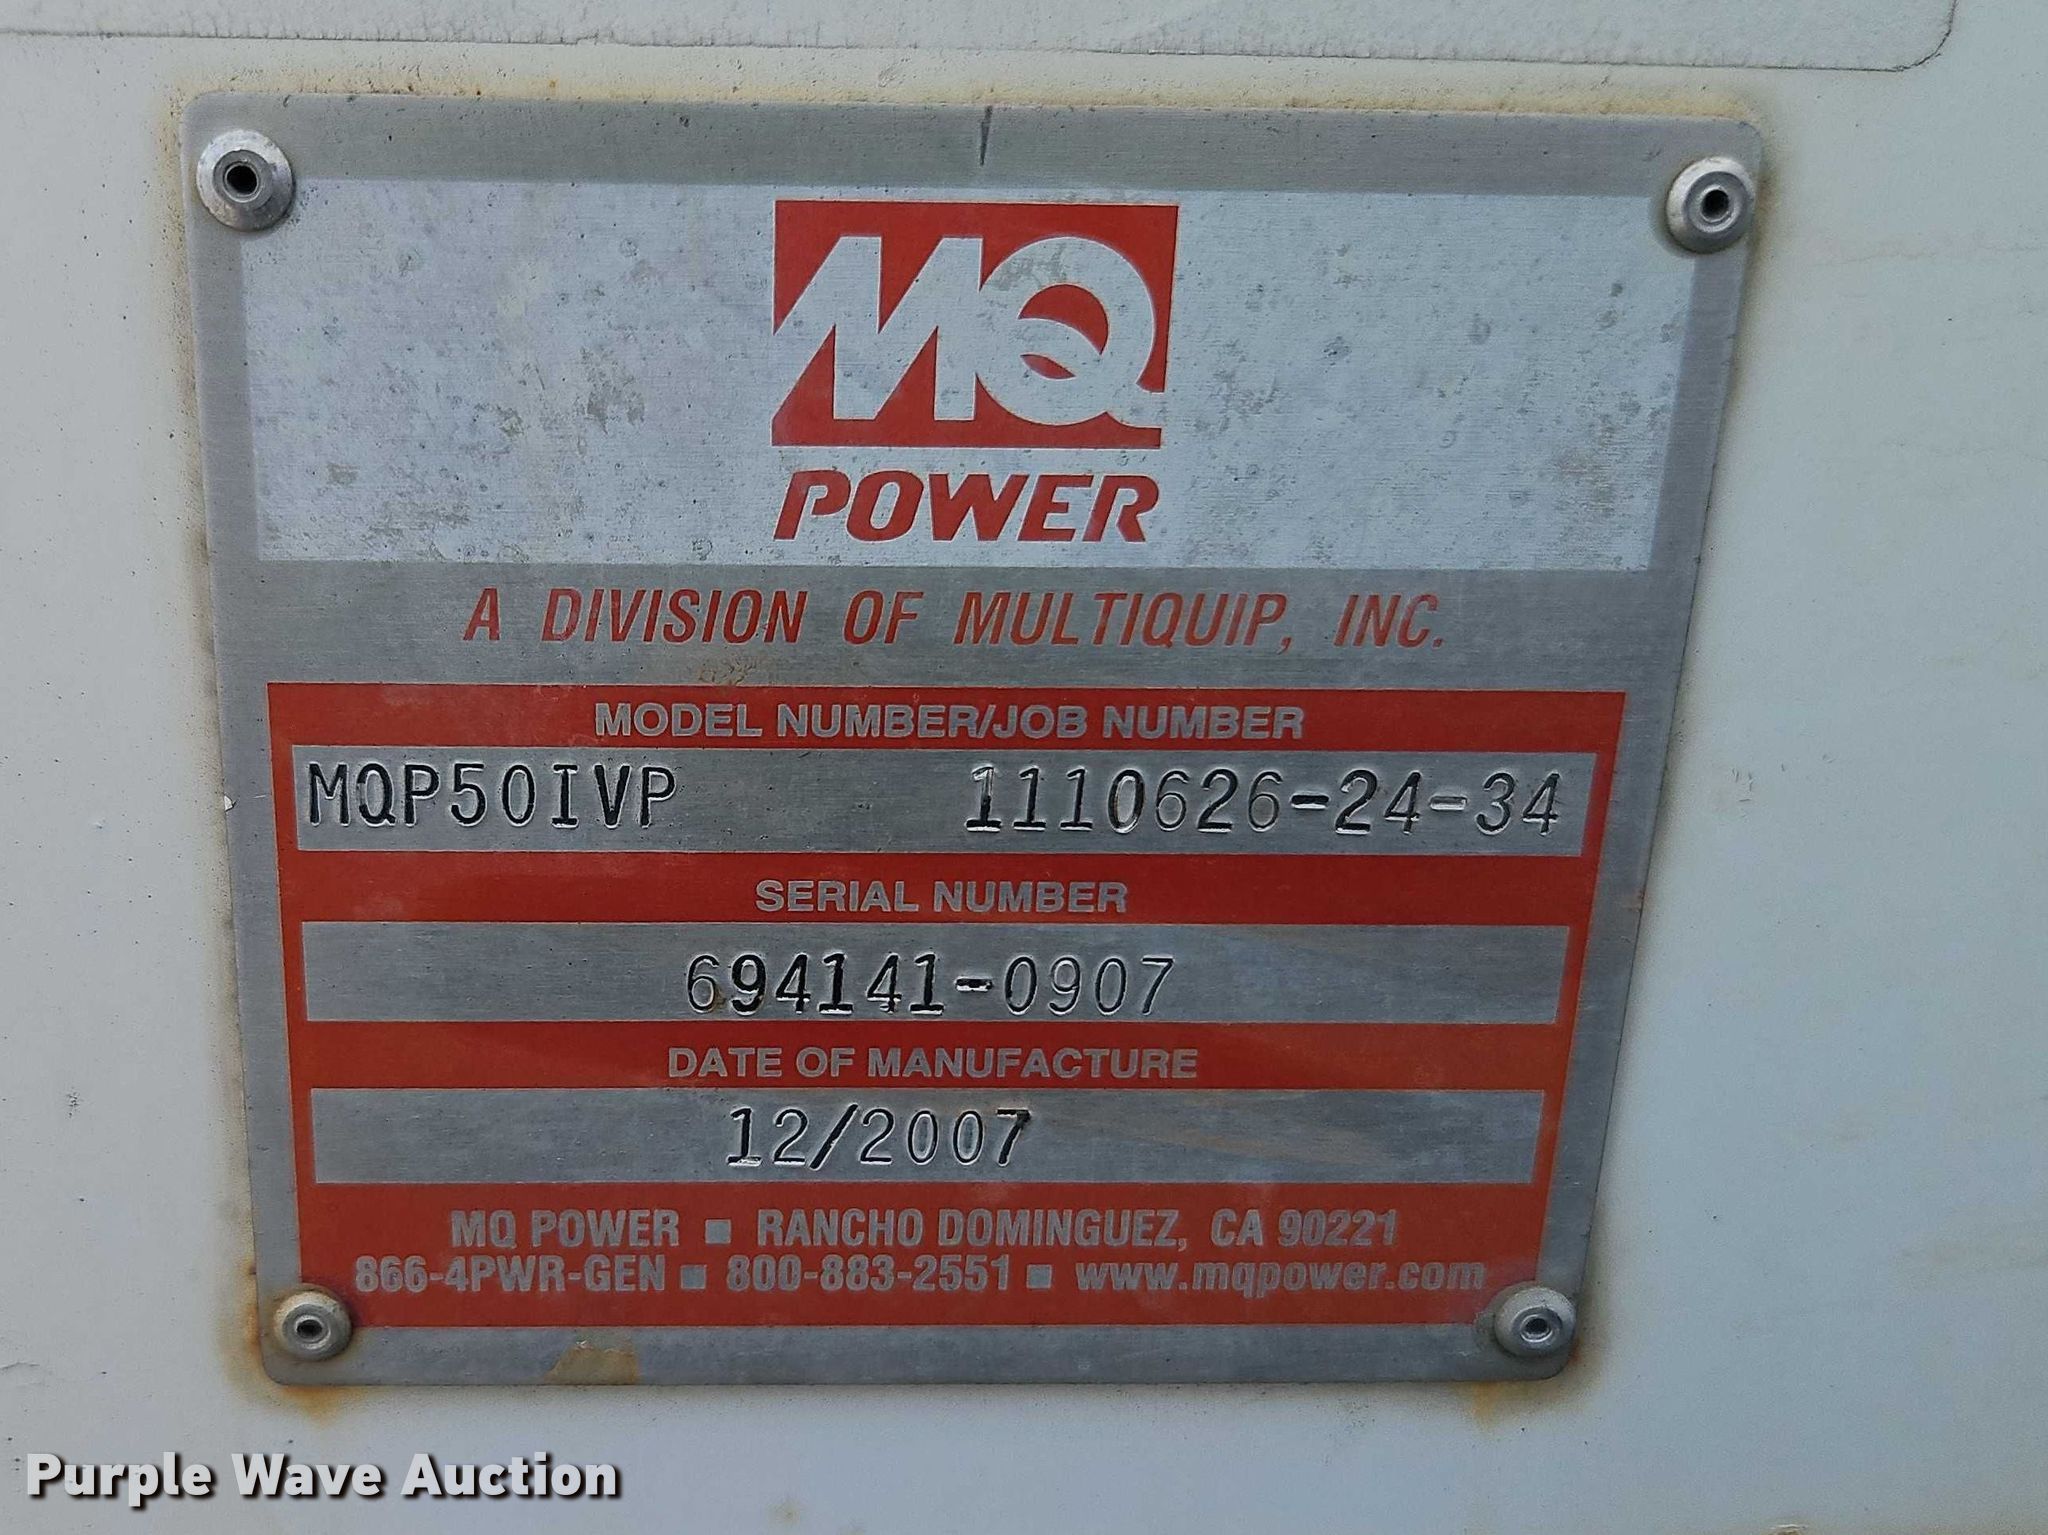 MQ
POWER
A DIVISION OF MULTIQUIP, INC.
MODEL NUMBER/JOB NUMBER
MQP50IVP 1110626-24-34
SERIAL NUMBER
694141-0907
DATE OF MANUFACTURE
12/2007
MQ POWER ■ RANCHO DOMINGUEZ, CA 90221
866-4PWR-GEN ■ 800-883-2551 ■ www.mqpower.com
Purple Wave Auction